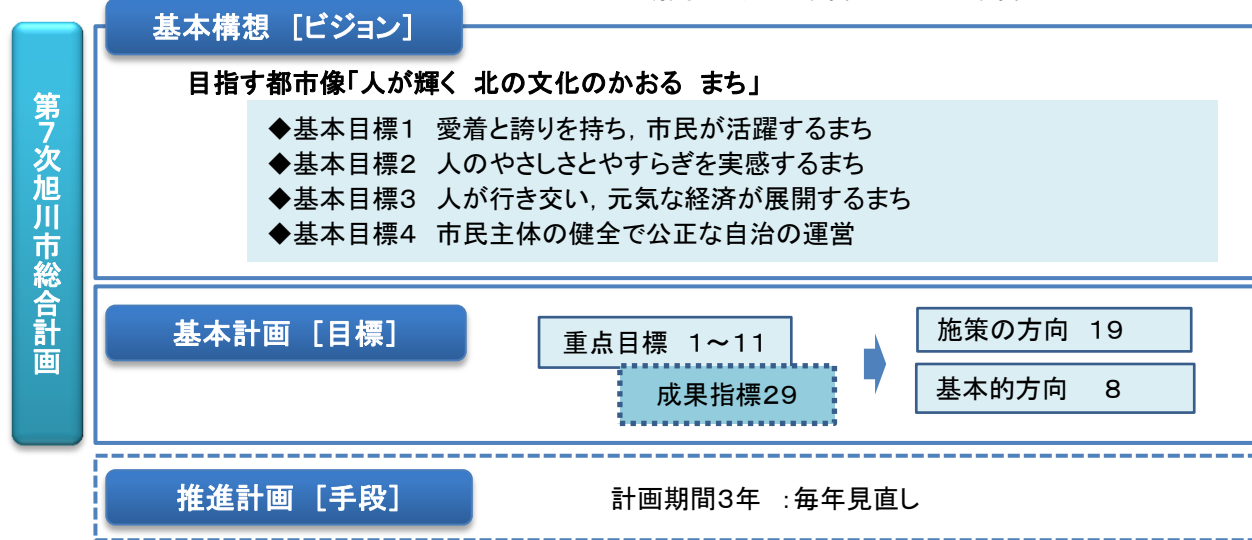 基本構想 [ビジョン]
第7次旭川市総合計画
目指す都市像「人が輝く 北の文化のかおる まち」
◆基本目標1 愛着と誇りを持ち,市民が活躍するまち
◆基本目標2 人のやさしさとやすらぎを実感するまち
◆基本目標3 人が行き交い,元気な経済が展開するまち
◆基本目標4 市民主体の健全で公正な自治の運営
基本計画 [目標]
重点目標 1~11
成果指標29
施策の方向 19
基本的方向 8
推進計画 [手段]
計画期間3年 :毎年見直し